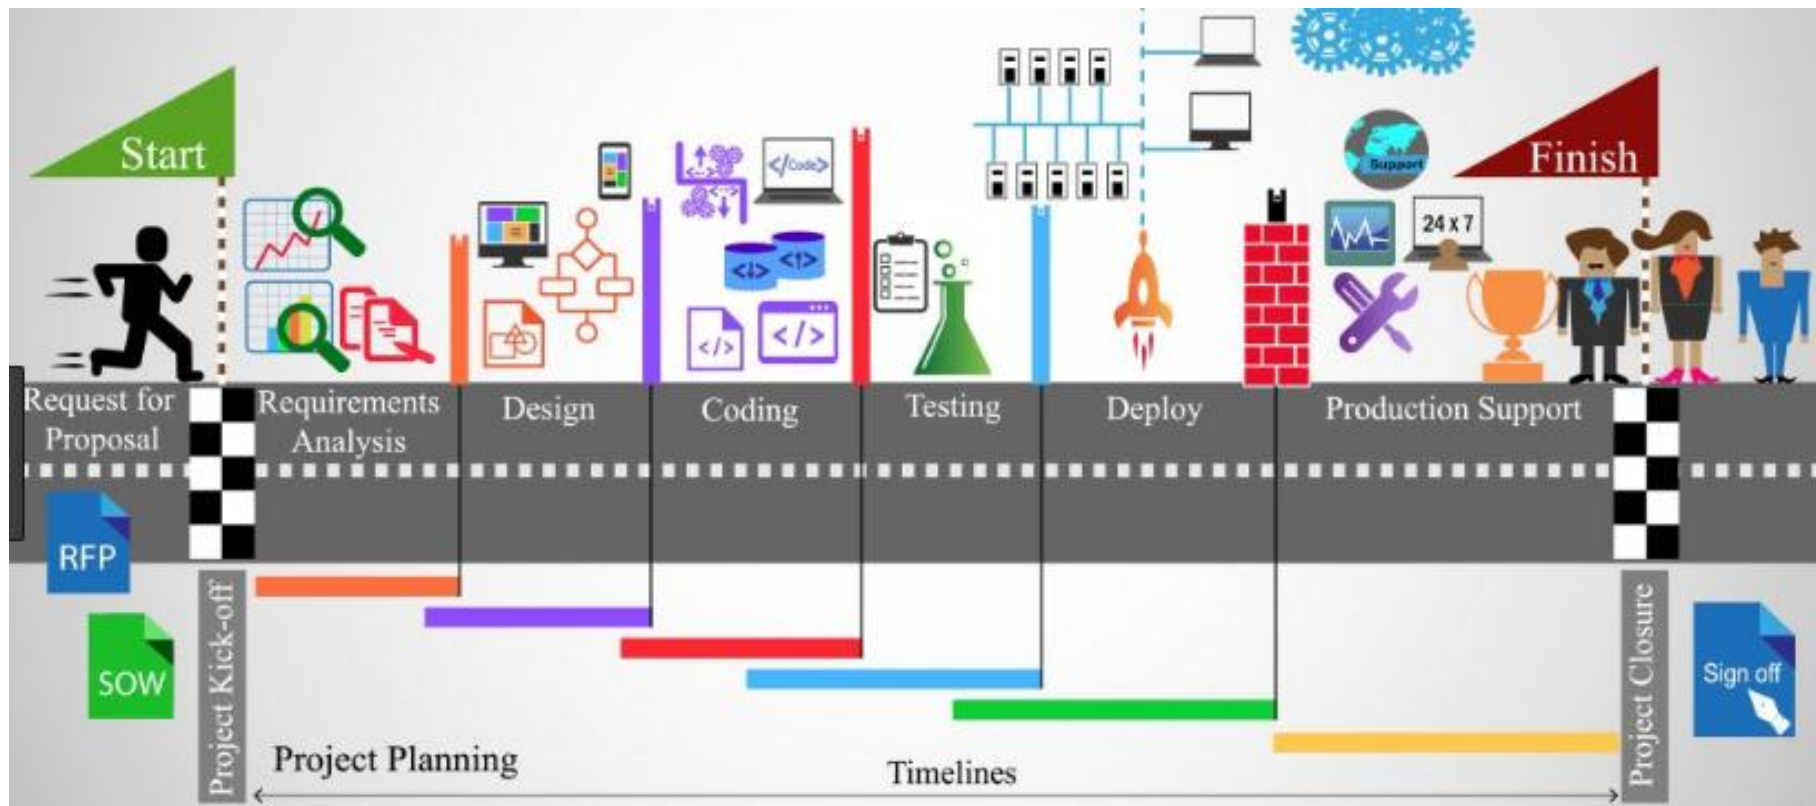 Start
Finish
</Code>
Support
24 x 7
<↓>
<↑>
</>
</>
Request for
Proposal
Requirements
Analysis
Design
Coding
Testing
Deploy
Production Support
RFP
SOW
Project Kick-off
Project Closure
Sign off
Project Planning
Timelines